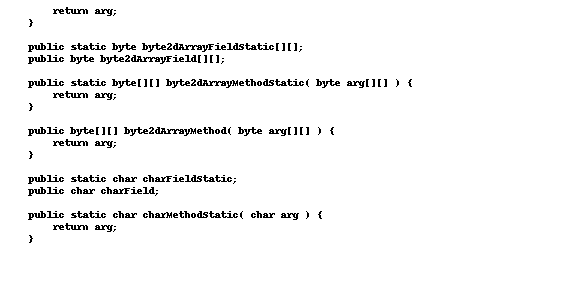 return arg;
}
public static byte byte2dArrayFieldStatic[][];
public byte byte2dArrayField[][];
public static byte[][] byte2dArrayMethodStatic( byte arg[][] ) {
return arg;
}
public byte[][] byte2dArrayMethod( byte arg[][] ) {
return arg;
}
public static char charFieldStatic;
public char charField;
public static char charMethodStatic( char arg ) {
return arg;
}